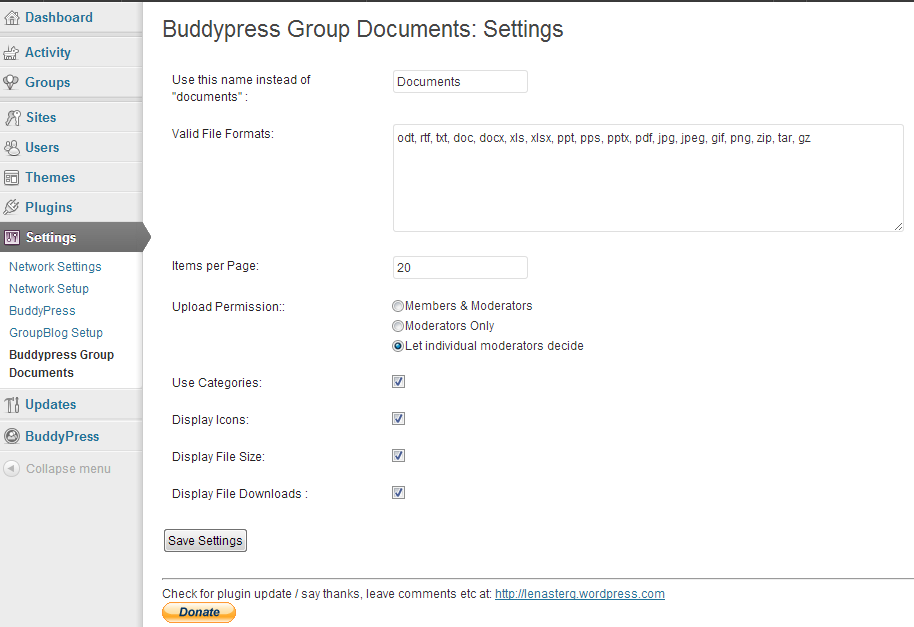 Dashboard
Activity
Groups
Sites
Users
Themes
Plugins
Settings
Network Settings
Network Setup
BuddyPress
GroupBlog Setup
Buddypress Group
Documents
Updates
BuddyPress
Collapse menu
Buddypress Group Documents: Settings
Use this name instead of
"documents" :
Documents
Valid File Formats:
odt, rtf, txt, doc, docx, xls, xlsx, ppt, pps, pptx, pdf, jpg, jpeg, gif, png, zip, tar, gz
Items per Page:
20
Upload Permission::
Members & Moderators
Moderators Only
Let individual moderators decide
Use Categories:
Display Icons:
Display File Size:
Display File Downloads :
Save Settings
Check for plugin update / say thanks, leave comments etc at: http://lenasterg.wordpress.com
Donate